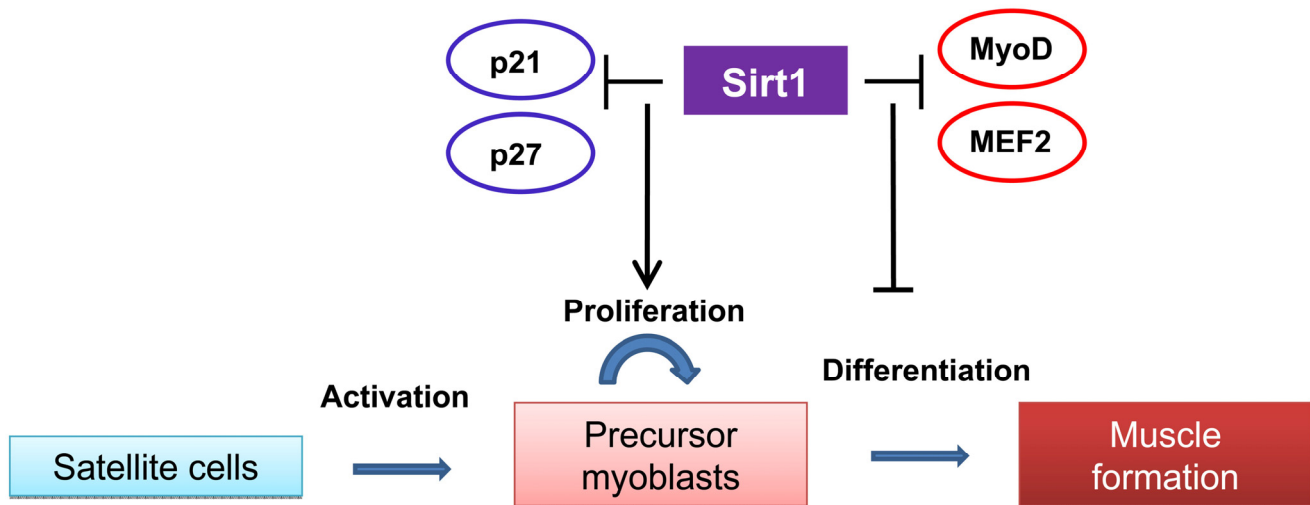 p21
Sirt1
MyoD
p27
MEF2
Proliferation
Activation
Differentiation
Satellite cells
Precursor
myoblasts
Muscle
formation